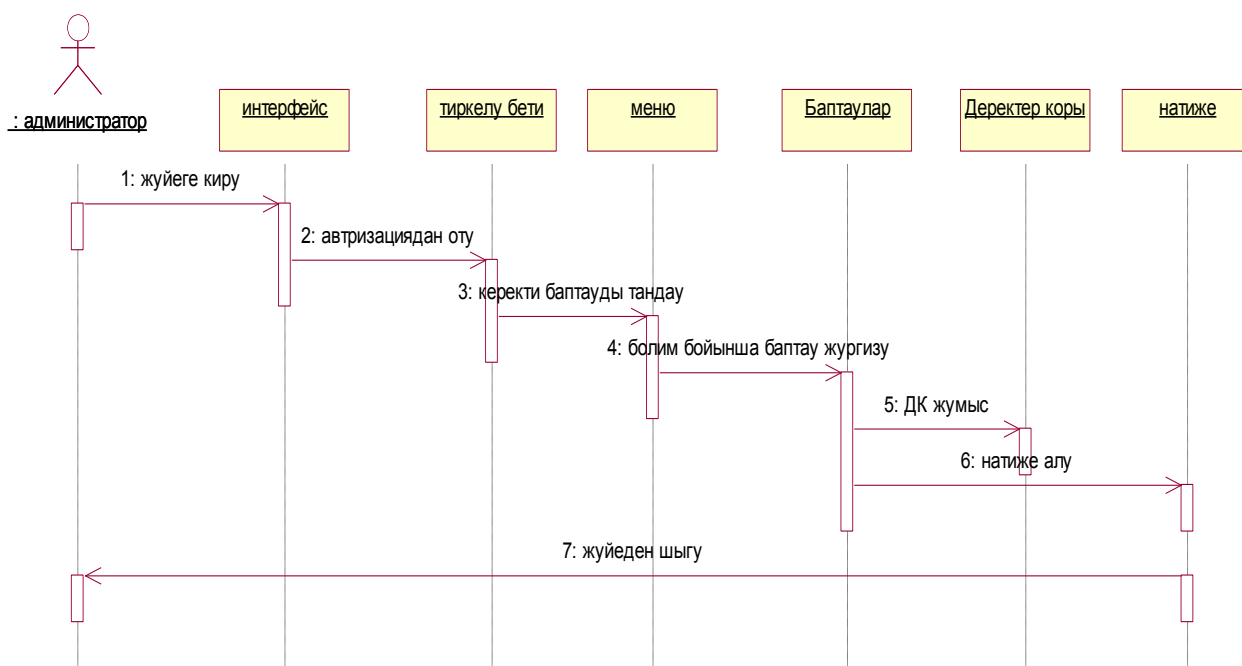 : администратор
интерфейс
тиркелу бети
меню
Баптаулар
Деректер коры
натиже
1: жуйеге киру
2: автризациядан оту
3: керекти баптауды тандау
4: болим бойынша баптау жургизу
5: ДК жумыс
6: натиже алу
7: жуйеден шыгу